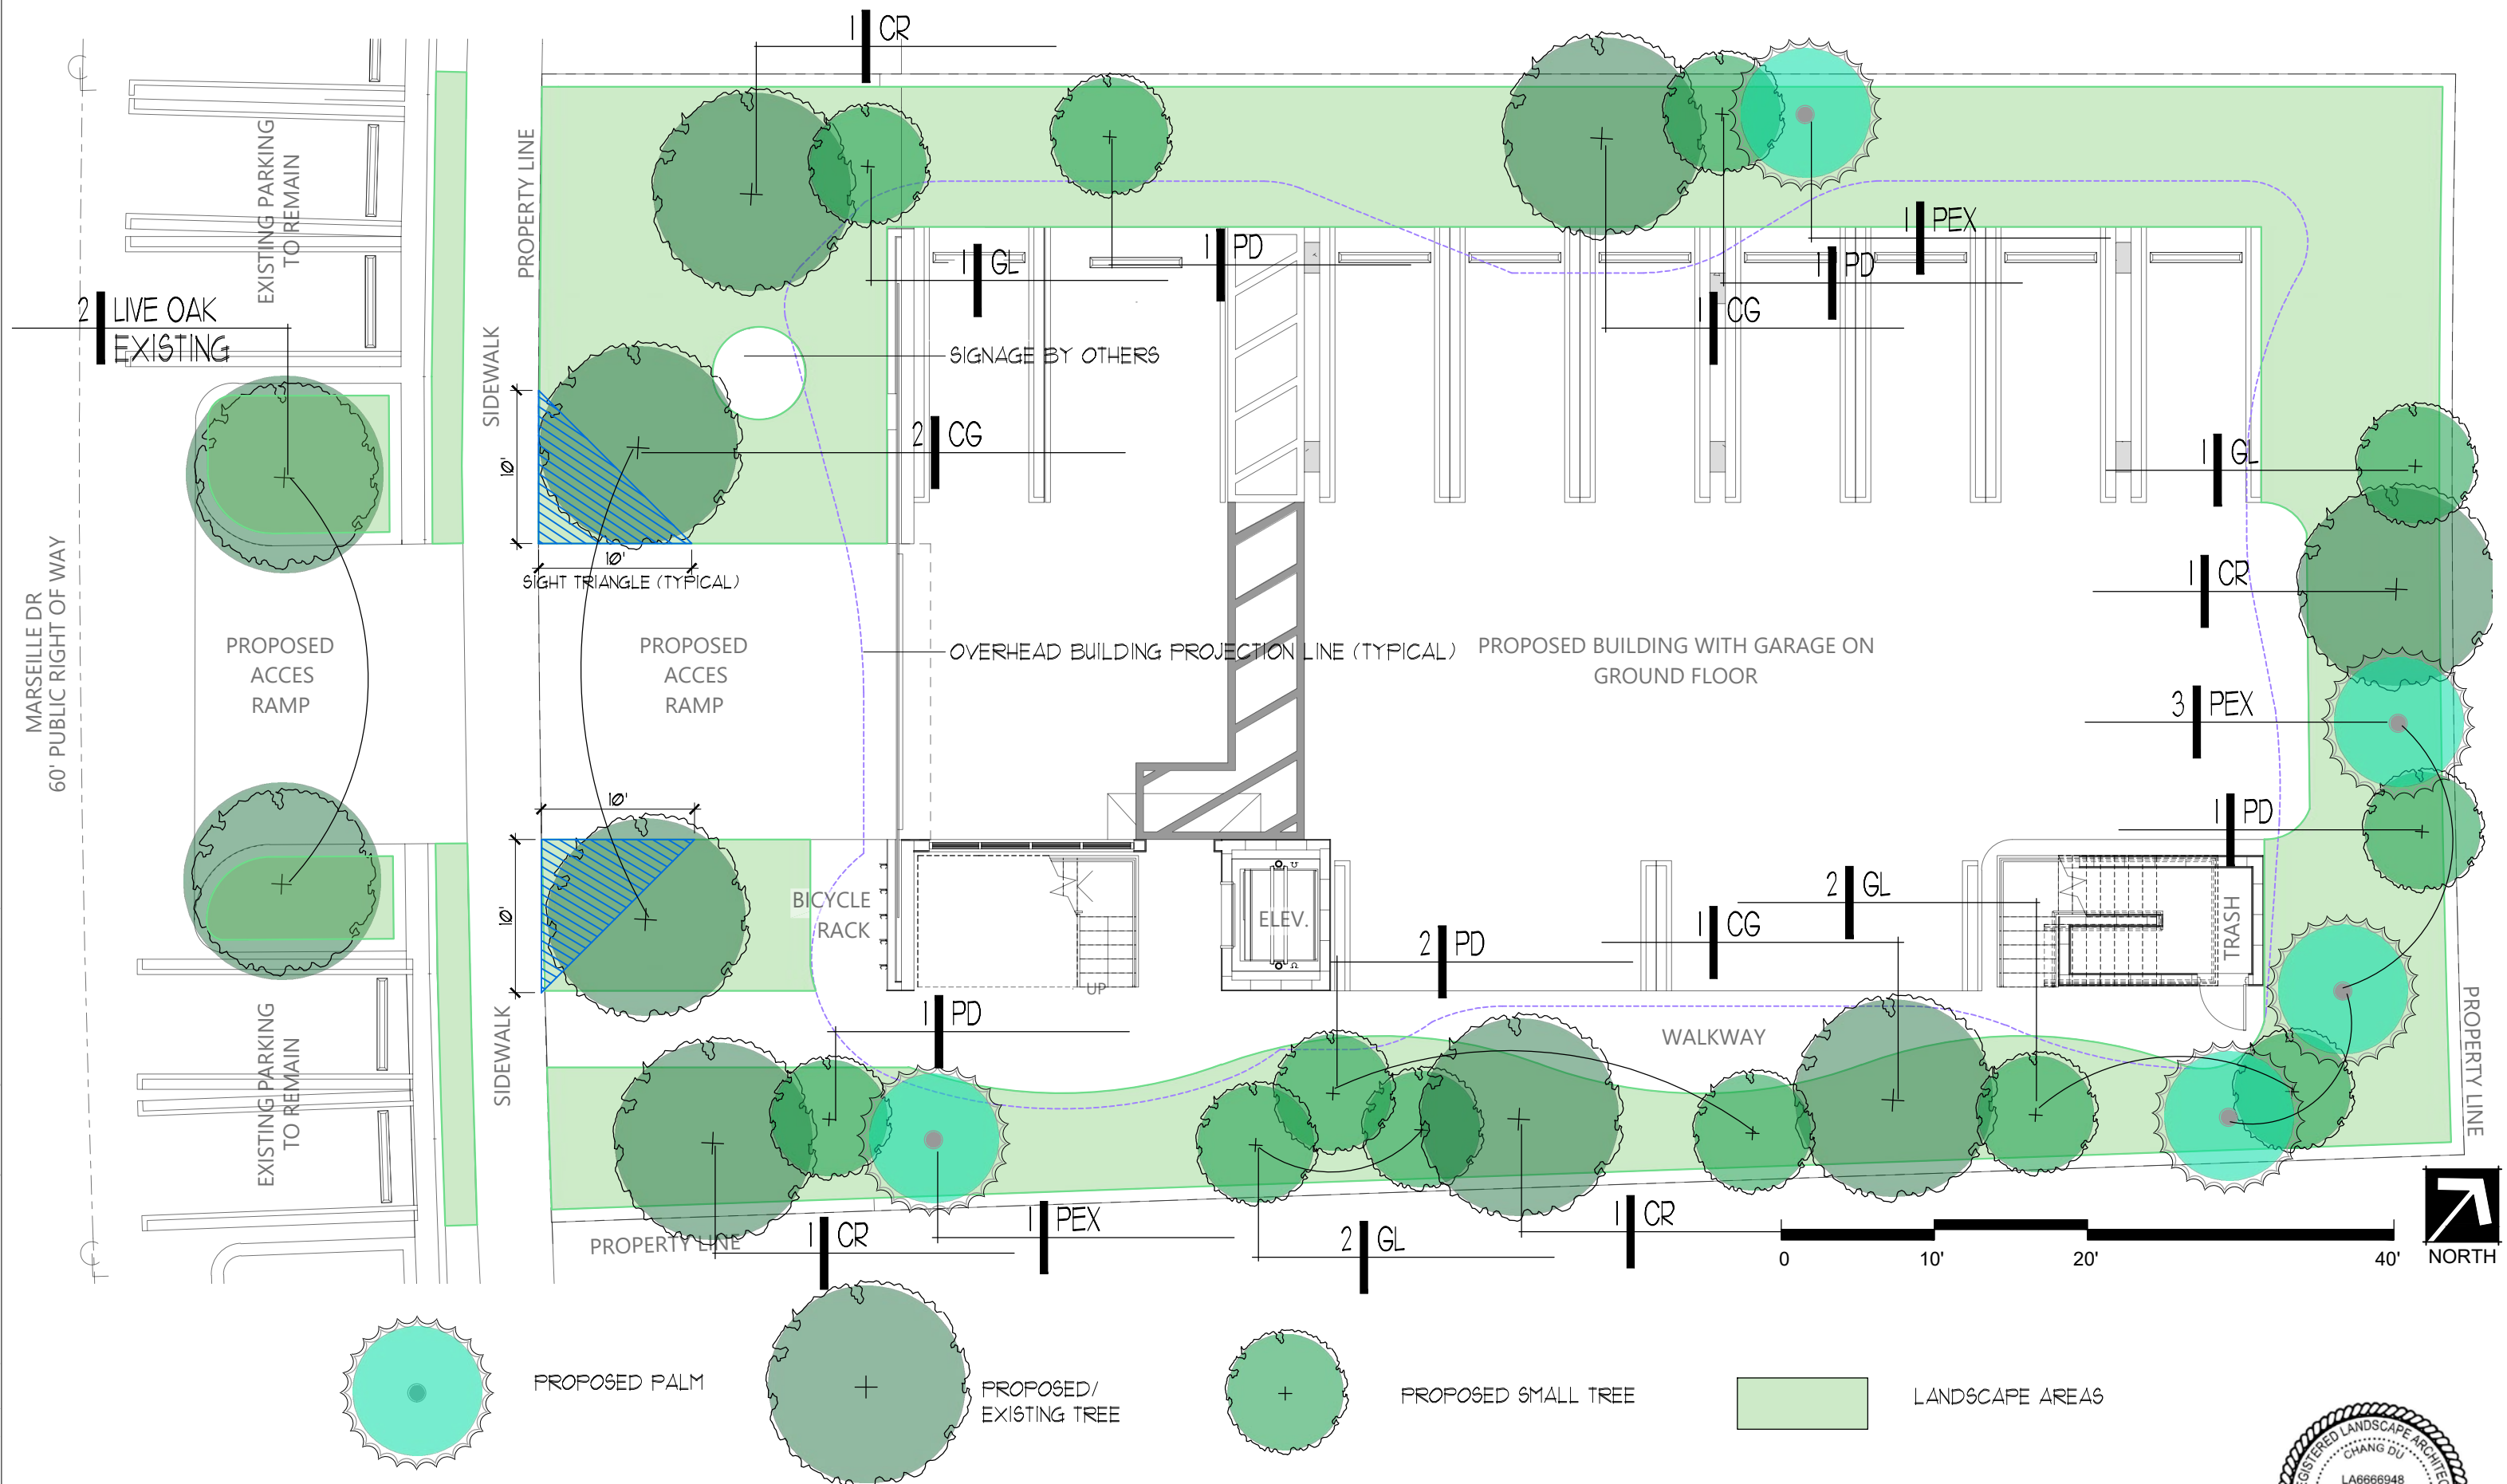 1 CR
1 GL
1 PD
1 PEX
1 PD
1 CG
EXISTING PARKING
TO REMAIN
PROPERTY LINE
2 LIVE OAK
EXISTING
SIDEWALK
SIGNAGE BY OTHERS
2 CG
1 GL
10'
10'
SIGHT TRIANGLE (TYPICAL)
1 CR
MARSEILLE DR
60' PUBLIC RIGHT OF WAY
PROPOSED
ACCES
RAMP
PROPOSED
ACCES
RAMP
OVERHEAD BUILDING PROJECTION LINE (TYPICAL)
PROPOSED BUILDING WITH GARAGE ON
GROUND FLOOR
3 PEX
1 PD
10'
10'
BICYCLE
RACK
UP
ELEV.
2 PD
1 CG
2 GL
TRASH
1 PD
WALKWAY
PROPERTY LINE
SIDEWALK
EXISTING PARKING
TO REMAIN
PROPERTY LINE
1 CR
1 PEX
2 GL
1 CR
0 10' 20' 40'
NORTH
PROPOSED PALM
PROPOSED/
EXISTING TREE
PROPOSED SMALL TREE
LANDSCAPE AREAS
LANDSCAPE
CHANG DU
LA6666948